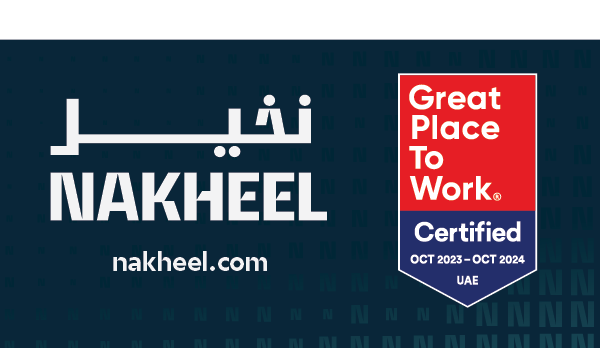 نخيل
NAKHEEL
nakheel.com
Great
Place
To
Work®
Certified
OCT 2023 – OCT 2024
UAE